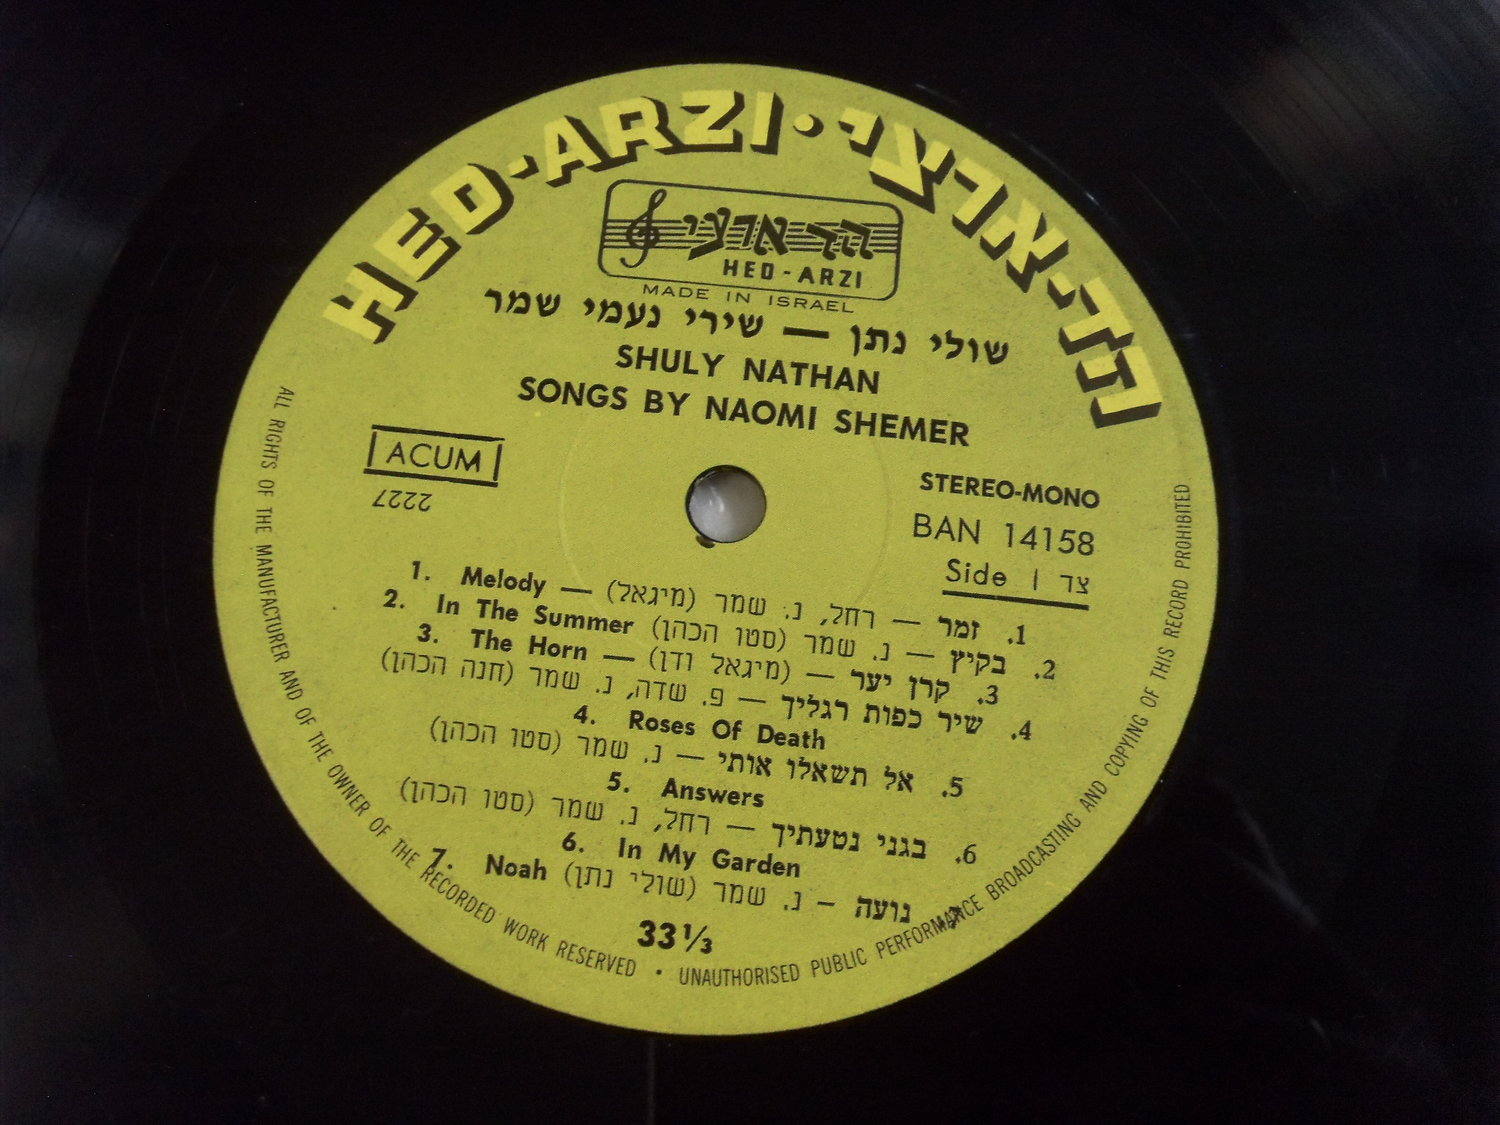 HED-ARZI • הד-ארצי
הד ארצי
HED-ARZI
MADE IN ISRAEL
שולי נתן — שירי נעמי שמר
SHULY NATHAN
SONGS BY NAOMI SHEMER
ACUM
2227
STEREO-MONO
BAN 14158
Side 1 צד
1. Melody — זמר — רחל, נ. שמר (מיגאל) .1
2. In The Summer בקיץ — נ. שמר (סטו הכהן) .2
3. The Horn — קרן יער — (מיגאל ודן) .3
4. שיר כפות רגליך — פ. שדה, נ. שמר (חנה הכהן)
4. Roses Of Death
5. אל תשאלו אותי — נ. שמר (סטו הכהן)
5. Answers
6. בגני נטעתיך — רחל, נ. שמר (סטו הכהן)
6. In My Garden
7. Noah נועה – נ. שמר (שולי נתן) .7
33⅓
ALL RIGHTS OF THE MANUFACTURER AND OF THE OWNER OF THE RECORDED WORK RESERVED • UNAUTHORISED PUBLIC PERFORMANCE BROADCASTING AND COPYING OF THIS RECORD PROHIBITED